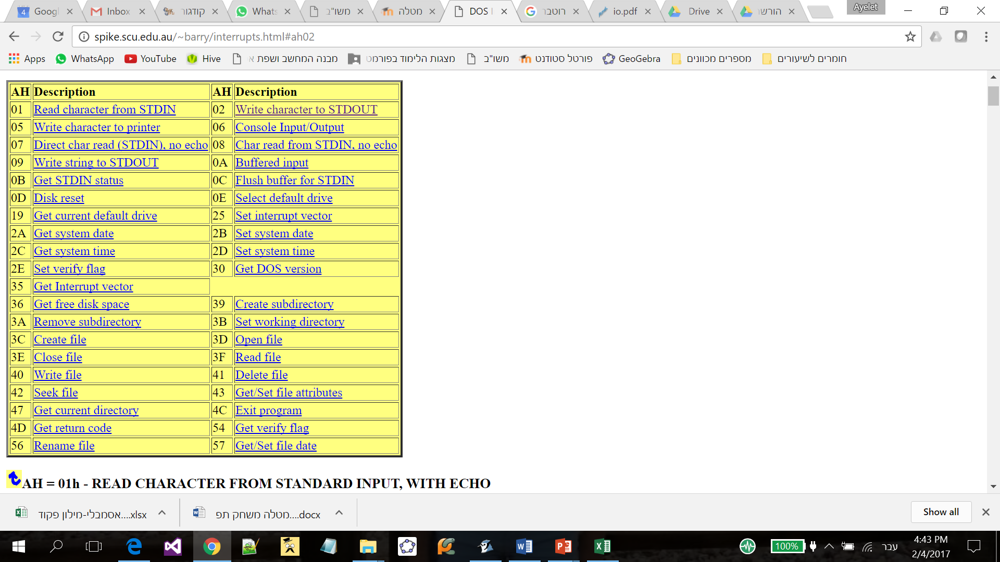 Googl
Inbox
קודגור
Whats
משו"ב
מטלה
DOS I
רוטבר
io.pdf
Drive
הורש
Ayelet
spike.scu.edu.au/~barry/interrupts.html#ah02
Apps WhatsApp YouTube Hive מבנה המחשב ושפת א מצגות הלימוד בפורמט משו"ב פורטל סטודנט GeoGebra מספרים מכוונים חומרים לשיעורים
AH Description AH Description
01 Read character from STDIN 02 Write character to STDOUT
05 Write character to printer 06 Console Input/Output
07 Direct char read (STDIN), no echo 08 Char read from STDIN, no echo
09 Write string to STDOUT 0A Buffered input
0B Get STDIN status 0C Flush buffer for STDIN
0D Disk reset 0E Select default drive
19 Get current default drive 25 Set interrupt vector
2A Get system date 2B Set system date
2C Get system time 2D Set system time
2E Set verify flag 30 Get DOS version
35 Get Interrupt vector
36 Get free disk space 39 Create subdirectory
3A Remove subdirectory 3B Set working directory
3C Create file 3D Open file
3E Close file 3F Read file
40 Write file 41 Delete file
42 Seek file 43 Get/Set file attributes
47 Get current directory 4C Exit program
4D Get return code 54 Get verify flag
56 Rename file 57 Get/Set file date
AH = 01h - READ CHARACTER FROM STANDARD INPUT, WITH ECHO
אסמבלי-מילון פקוד....xlsx
מטלה משחק תפ....docx
Show all
100%
עבר
4:43 PM
2/4/2017